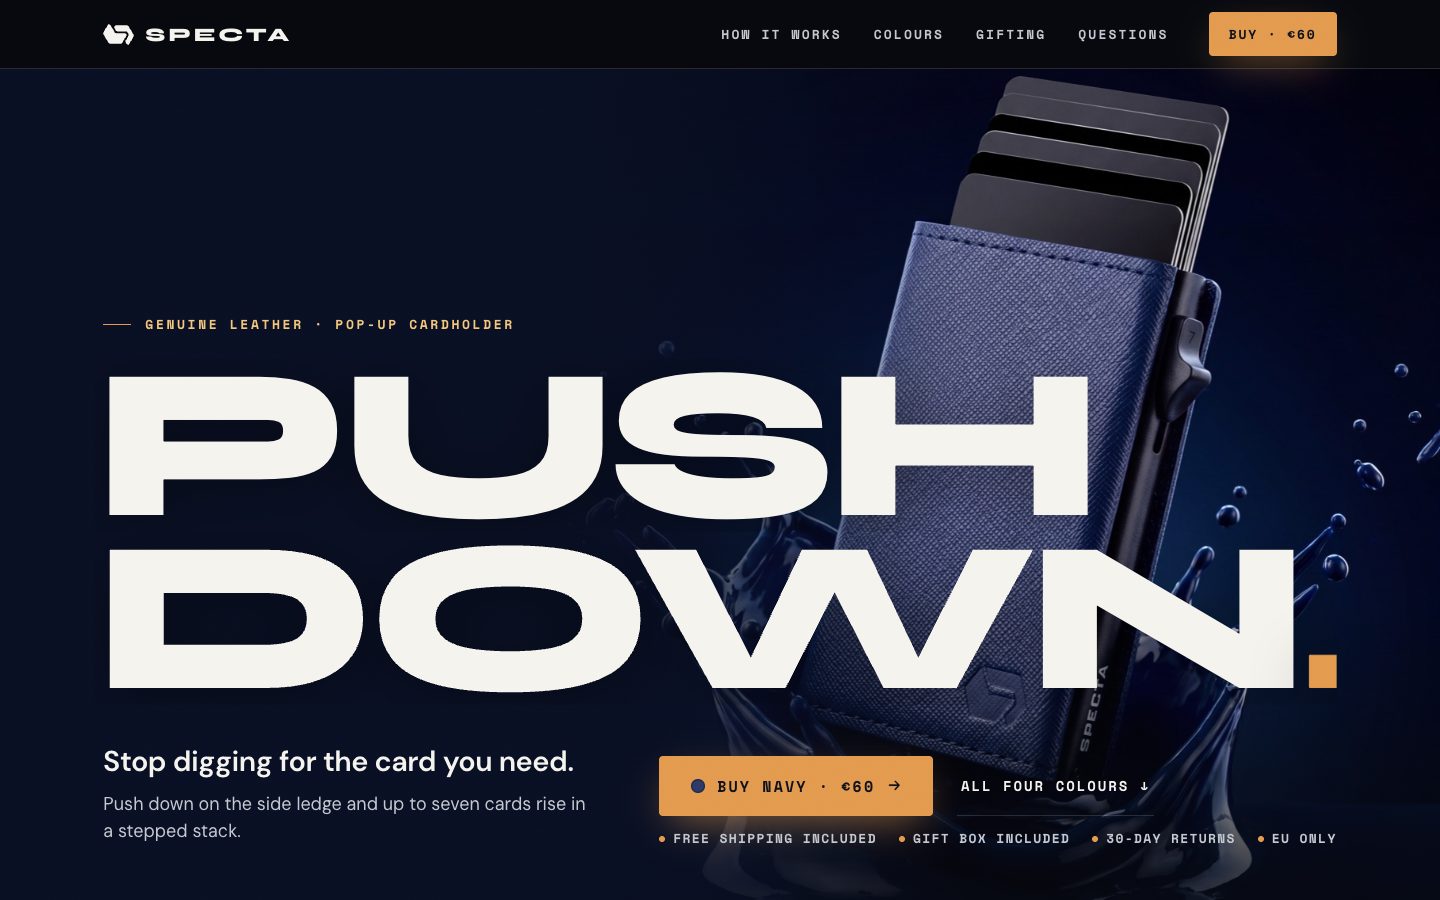 SPECTA
HOW IT WORKS
COLOURS
GIFTING
QUESTIONS
BUY · €60
GENUINE LEATHER · POP-UP CARDHOLDER
PUSH
DOWN.
SPECTA
Stop digging for the card you need.
Push down on the side ledge and up to seven cards rise in
a stepped stack.
BUY NAVY · €60 →
ALL FOUR COLOURS ↓
FREE SHIPPING INCLUDED
GIFT BOX INCLUDED
30-DAY RETURNS
EU ONLY